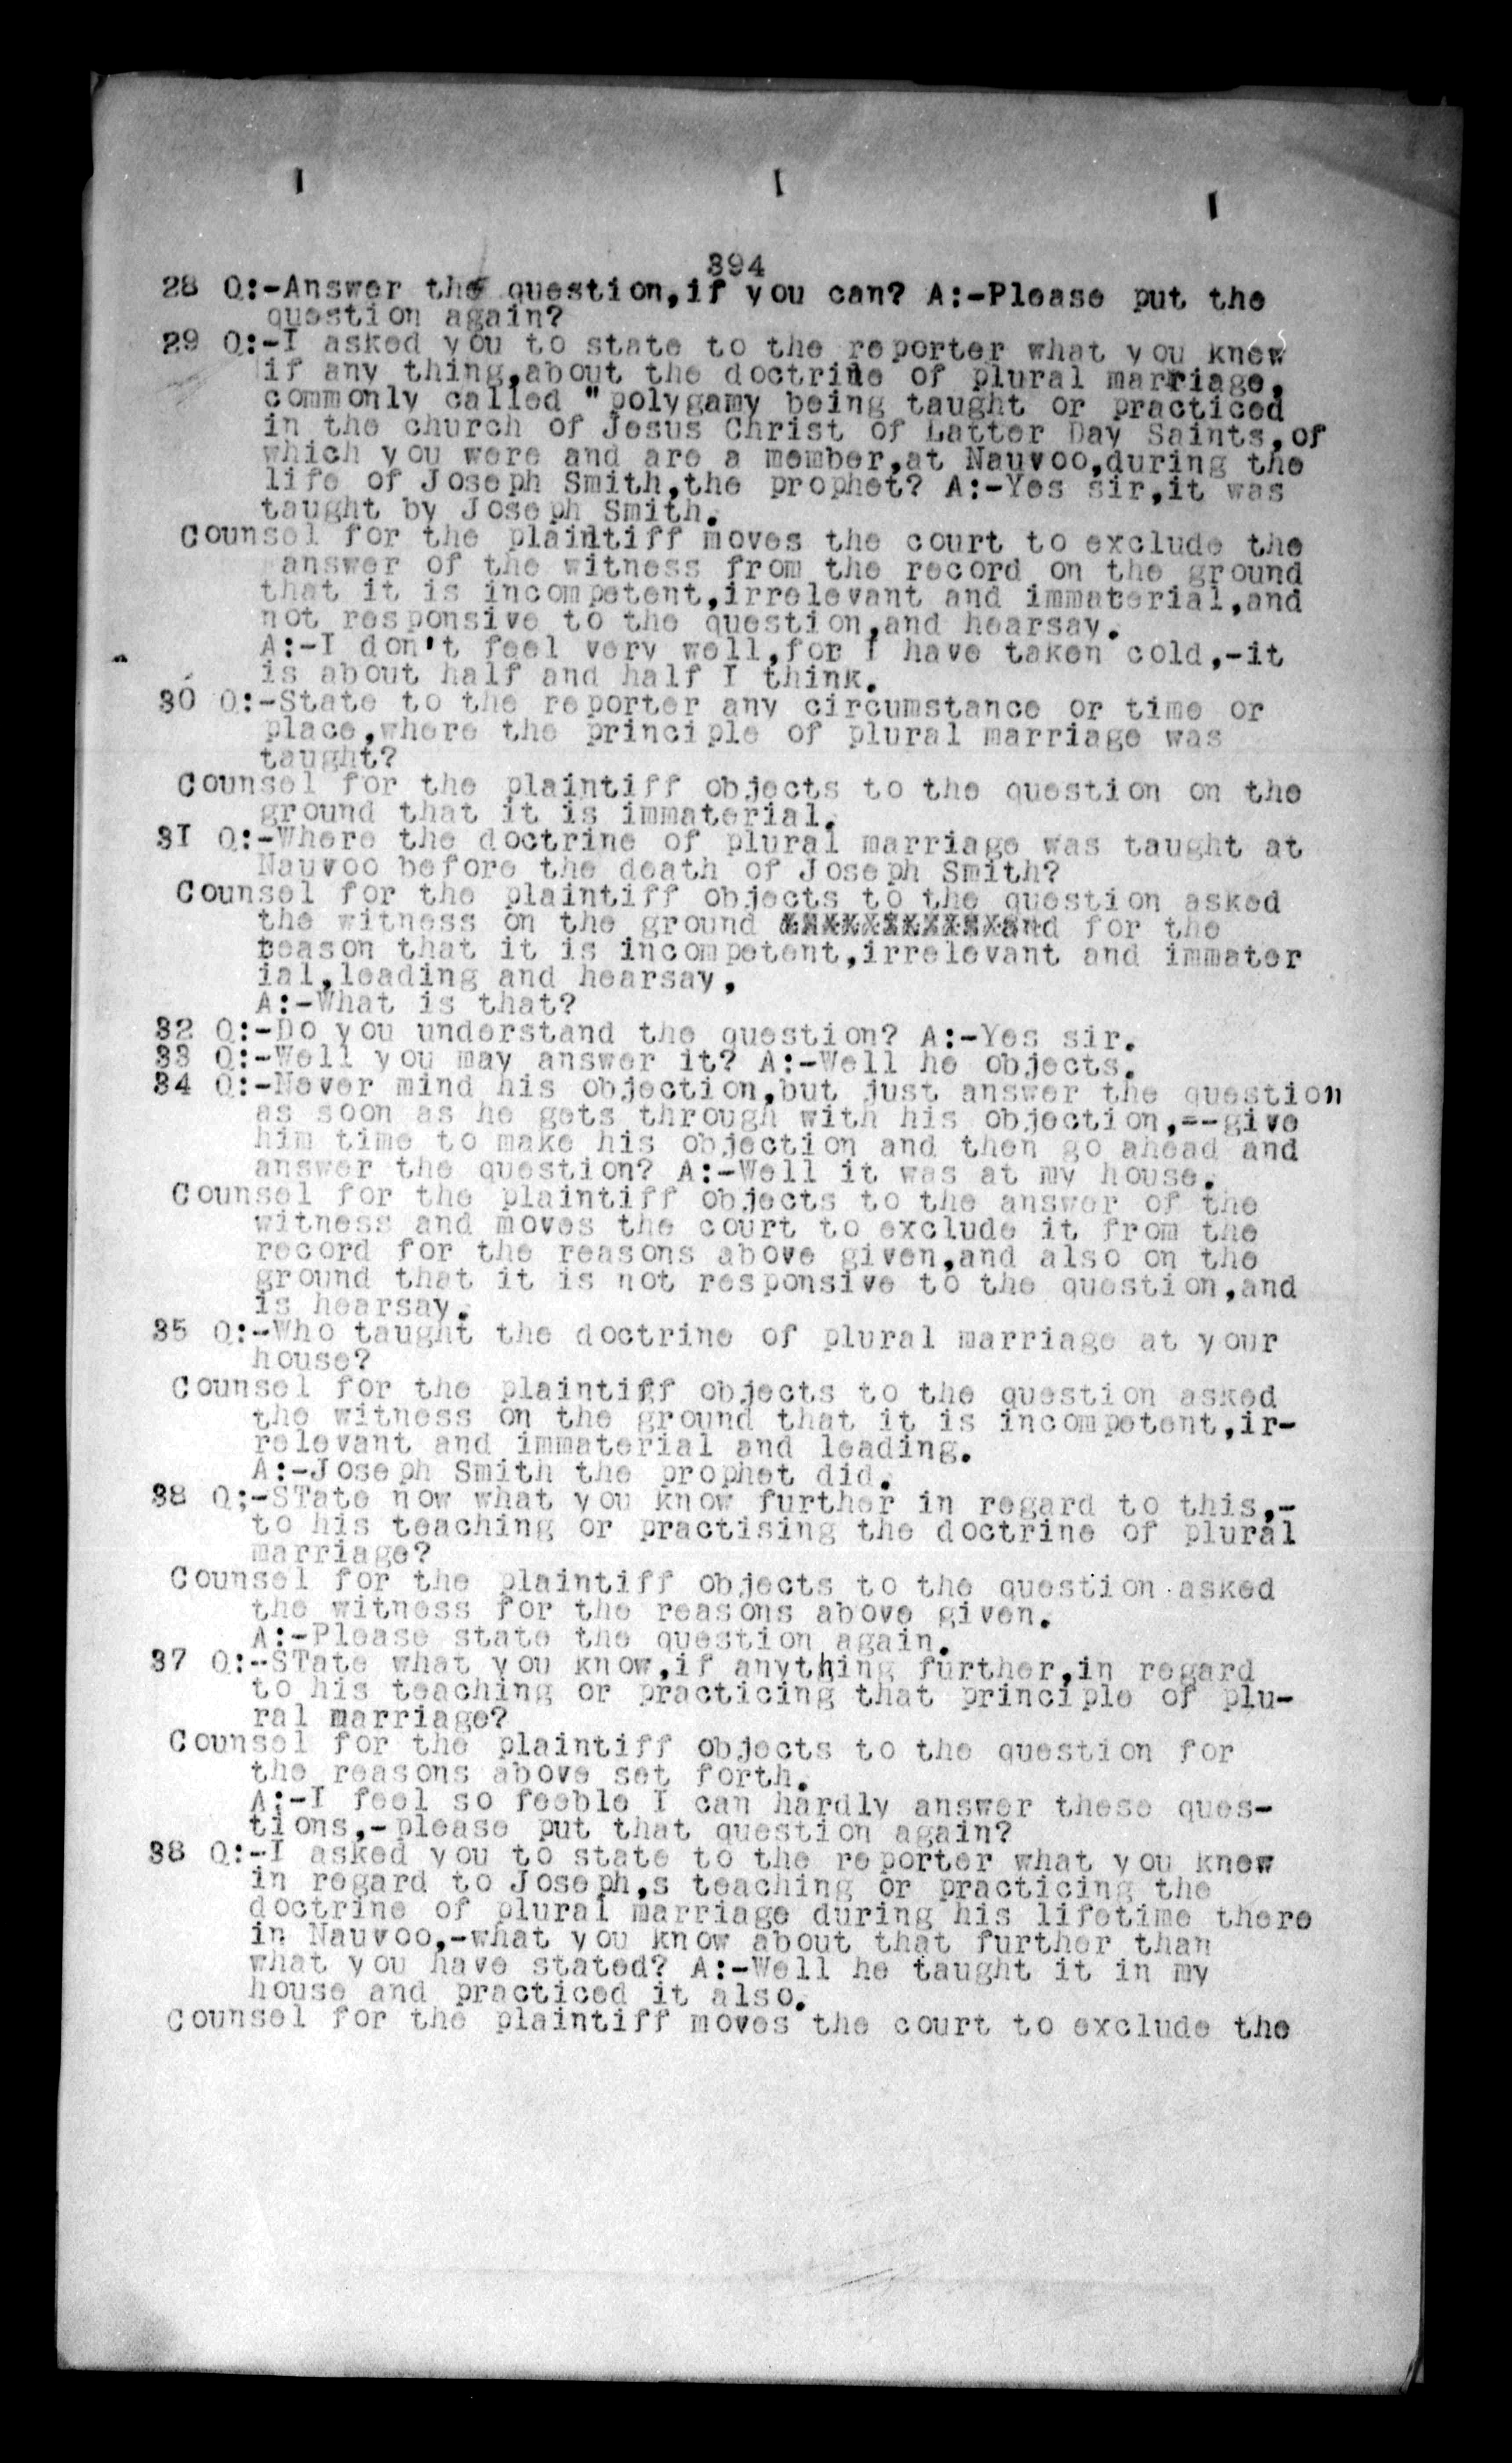 394
28 Q:-Answer the question,if you can? A:-Please put the
question again?
29 Q:-I asked you to state to the reporter what you knew
if any thing,about the doctrine of plural marriage,
commonly called "polygamy being taught or practiced
in the church of Jesus Christ of Latter Day Saints,of
which you were and are a member,at Nauvoo,during the
life of Joseph Smith,the prophet? A:-Yes sir,it was
taught by Joseph Smith.
Counsel for the plaintiff moves the court to exclude the
answer of the witness from the record on the ground
that it is incompetent,irrelevant and immaterial,and
not responsive to the question,and hearsay.
A:-I don't feel very well,for I have taken cold,-it
is about half and half I think.
30 Q:-State to the reporter any circumstance or time or
place,where the principle of plural marriage was
taught?
Counsel for the plaintiff objects to the question on the
ground that it is immaterial.
31 Q:-Where the doctrine of plural marriage was taught at
Nauvoo before the death of Joseph Smith?
Counsel for the plaintiff objects to the question asked
the witness on the ground and for the
reason that it is incompetent,irrelevant and immater
ial,leading and hearsay,
A:-What is that?
32 Q:-Do you understand the question? A:-Yes sir.
33 Q:-Well you may answer it? A:-Well he objects.
34 Q:-Never mind his objection,but just answer the question
as soon as he gets through with his objection,=--give
him time to make his objection and then go ahead and
answer the question? A:-Well it was at my house.
Counsel for the plaintiff objects to the answer of the
witness and moves the court to exclude it from the
record for the reasons above given,and also on the
ground that it is not responsive to the question,and
is hearsay.
35 Q:-Who taught the doctrine of plural marriage at your
house?
Counsel for the plaintiff objects to the question asked
the witness on the ground that it is incompetent,ir-
relevant and immaterial and leading.
A:-Joseph Smith the prophet did.
38 Q;-STate now what you know further in regard to this,-
to his teaching or practising the doctrine of plural
marriage?
Counsel for the plaintiff objects to the question asked
the witness for the reasons above given.
A:-Please state the question again.
37 Q:--STate what you know,if anything further,in regard
to his teaching or practicing that principle of plu-
ral marriage?
Counsel for the plaintiff objects to the question for
the reasons above set forth.
A:-I feel so feeble I can hardly answer these ques-
tions,-please put that question again?
38 Q:-I asked you to state to the reporter what you knew
in regard to Joseph,s teaching or practicing the
doctrine of plural marriage during his lifetime there
in Nauvoo,-what you know about that further than
what you have stated? A:-Well he taught it in my
house and practiced it also.
Counsel for the plaintiff moves the court to exclude the